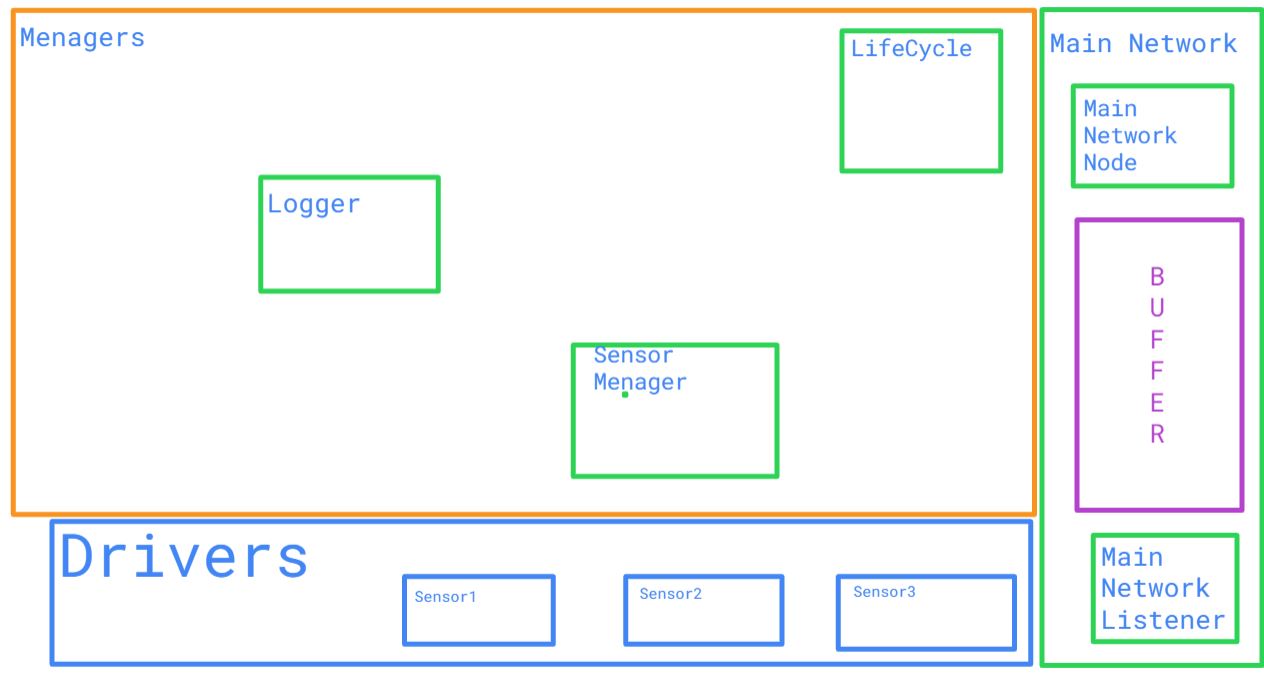 Menagers
LifeCycle
Logger
Sensor
Menager
Drivers
Sensor1
Sensor2
Sensor3
Main Network
Main
Network
Node
B
U
F
F
E
R
Main
Network
Listener